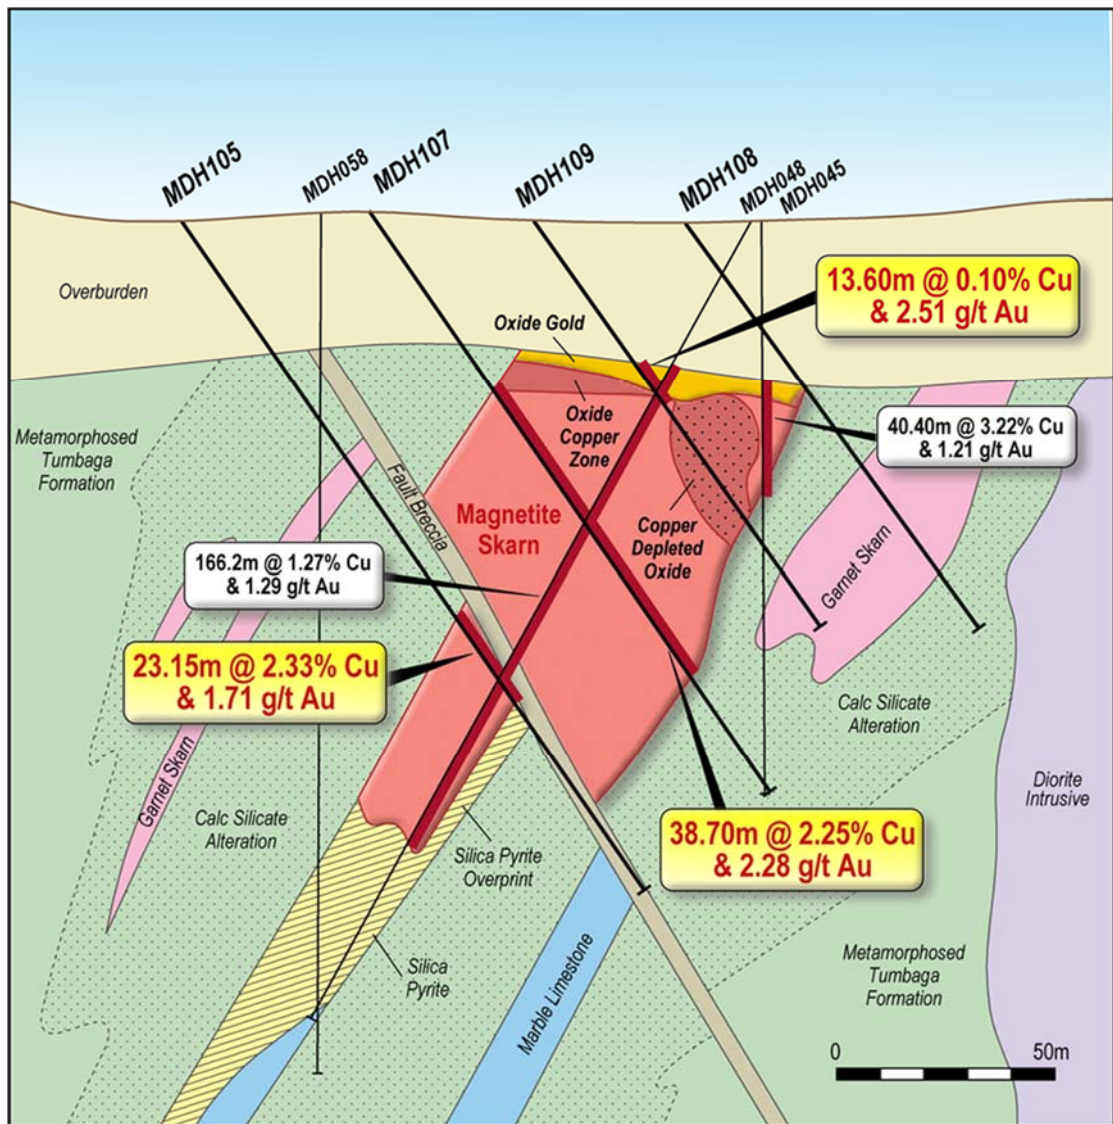 MDH105
MDH058
MDH107
MDH109
MDH108
MDH048
MDH045
Overburden
13.60m @ 0.10% Cu
& 2.51 g/t Au
Oxide Gold
Metamorphosed
Tumbaga
Formation
Oxide
Copper
Zone
40.40m @ 3.22% Cu
& 1.21 g/t Au
Fault Breccia
Magnetite
Skarn
Copper
Depleted
Oxide
Garnet Skarn
166.2m @ 1.27% Cu
& 1.29 g/t Au
23.15m @ 2.33% Cu
& 1.71 g/t Au
Calc Silicate
Alteration
Garnet Skarn
Diorite
Intrusive
Calc Silicate
Alteration
38.70m @ 2.25% Cu
& 2.28 g/t Au
Silica Pyrite
Overprint
Silica
Pyrite
Marble Limestone
Metamorphosed
Tumbaga
Formation
0 50m